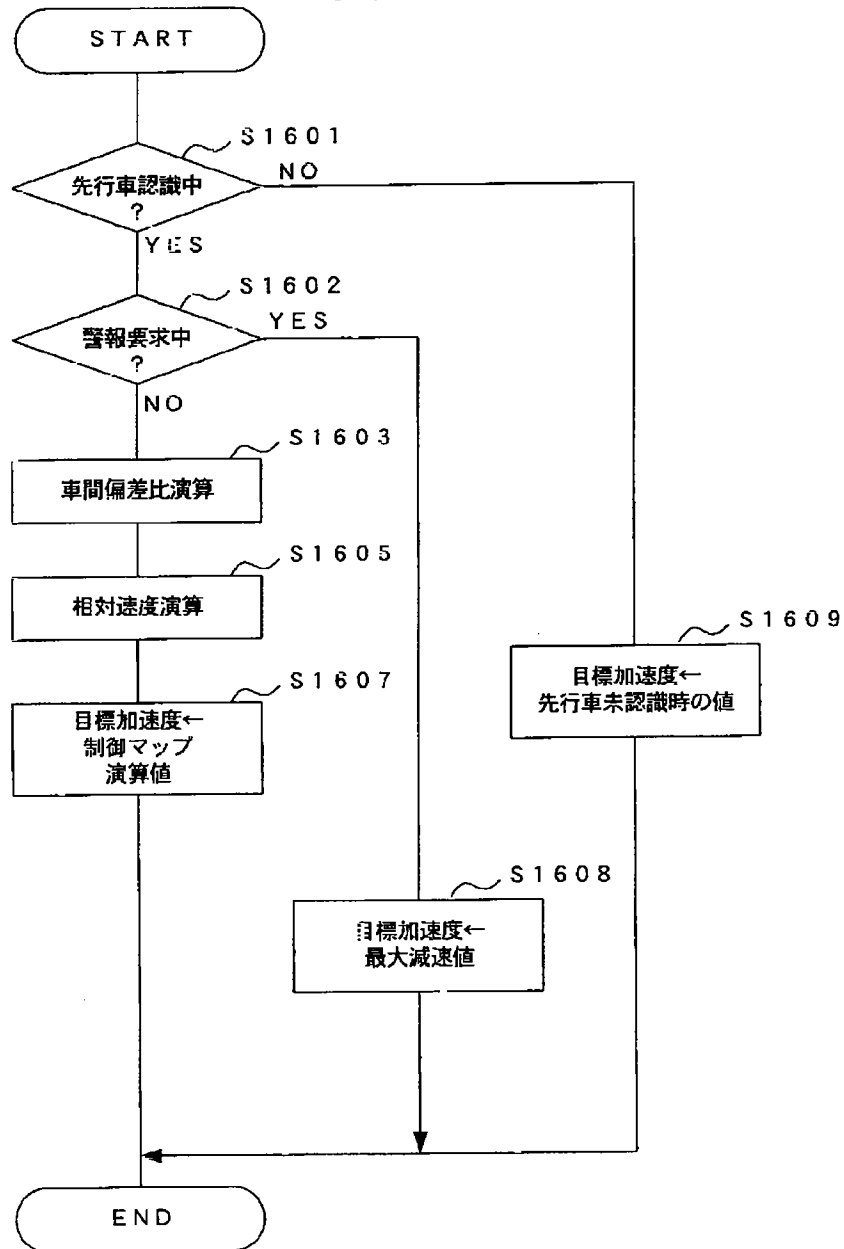 START
S1601
先行車認識中
?
NO
YES
S1602
警報要求中
?
YES
NO
S1603
車間偏差比演算
S1605
相対速度演算
S1607
目標加速度←
制御マップ
演算値
S1609
目標加速度←
先行車未認識時の値
S1608
目標加速度←
最大減速値
END